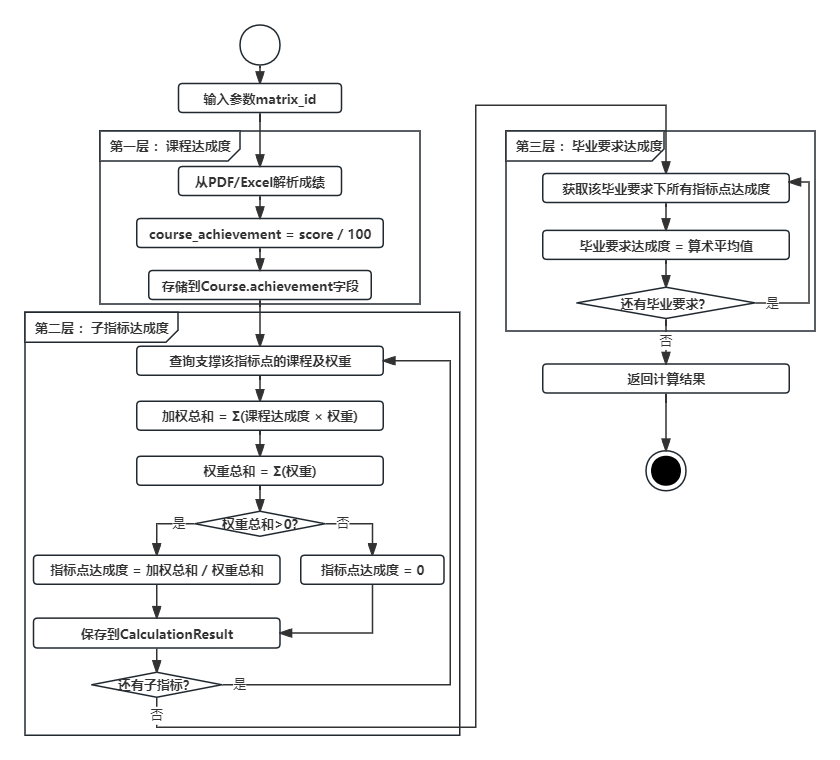 输入参数matrix_id
第一层：课程达成度
从PDF/Excel解析成绩
course_achievement = score / 100
存储到Course.achievement字段
第二层：子指标达成度
查询支撑该指标点的课程及权重
加权总和 = Σ(课程达成度 × 权重)
权重总和 = Σ(权重)
权重总和>0?
是
否
指标点达成度 = 加权总和 / 权重总和
指标点达成度 = 0
保存到CalculationResult
还有子指标?
是
否
第三层：毕业要求达成度
获取该毕业要求下所有指标点达成度
毕业要求达成度 = 算术平均值
还有毕业要求?
是
否
返回计算结果